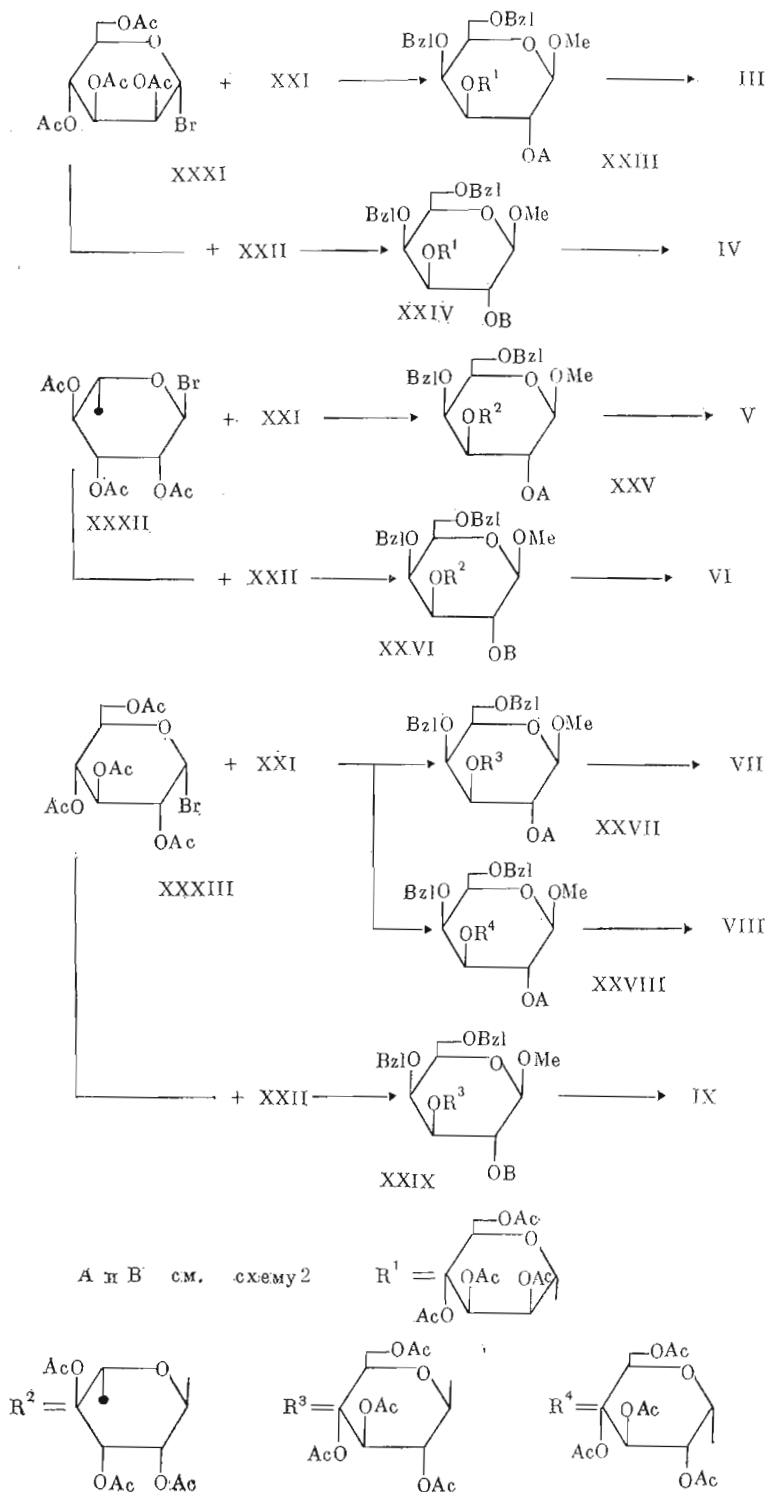 OAc
O
OAc OAc
AcO
Br
XXXI
+ XXI
OBzl
BzlO
O
OMe
OR¹
OA
XXIII
III
+ XXII
OBzl
BzlO
O
OMe
OR¹
XXIV
OB
IV
AcO
O
Br
OAc
OAc
XXXII
+ XXI
OBzl
BzlO
O
OMe
OR²
OA
XXV
V
+ XXII
OBzl
BzlO
O
OMe
OR²
XXVI
OB
VI
OAc
O
OAc
AcO
Br
OAc
XXXIII
+ XXI
OBzl
BzlO
O
OMe
OR³
OA
XXVII
VII
OBzl
BzlO
O
OMe
OR⁴
OA
XXVIII
VIII
+ XXII
OBzl
BzlO
O
OMe
OR³
XXIX
OB
IX
А и В см. схему 2
R¹ =
OAc
O
OAc OAc
AcO
R² =
AcO
O
OAc OAc
R³ =
OAc
O
OAc
AcO
OAc
R⁴ =
OAc
O
OAc
AcO
OAc